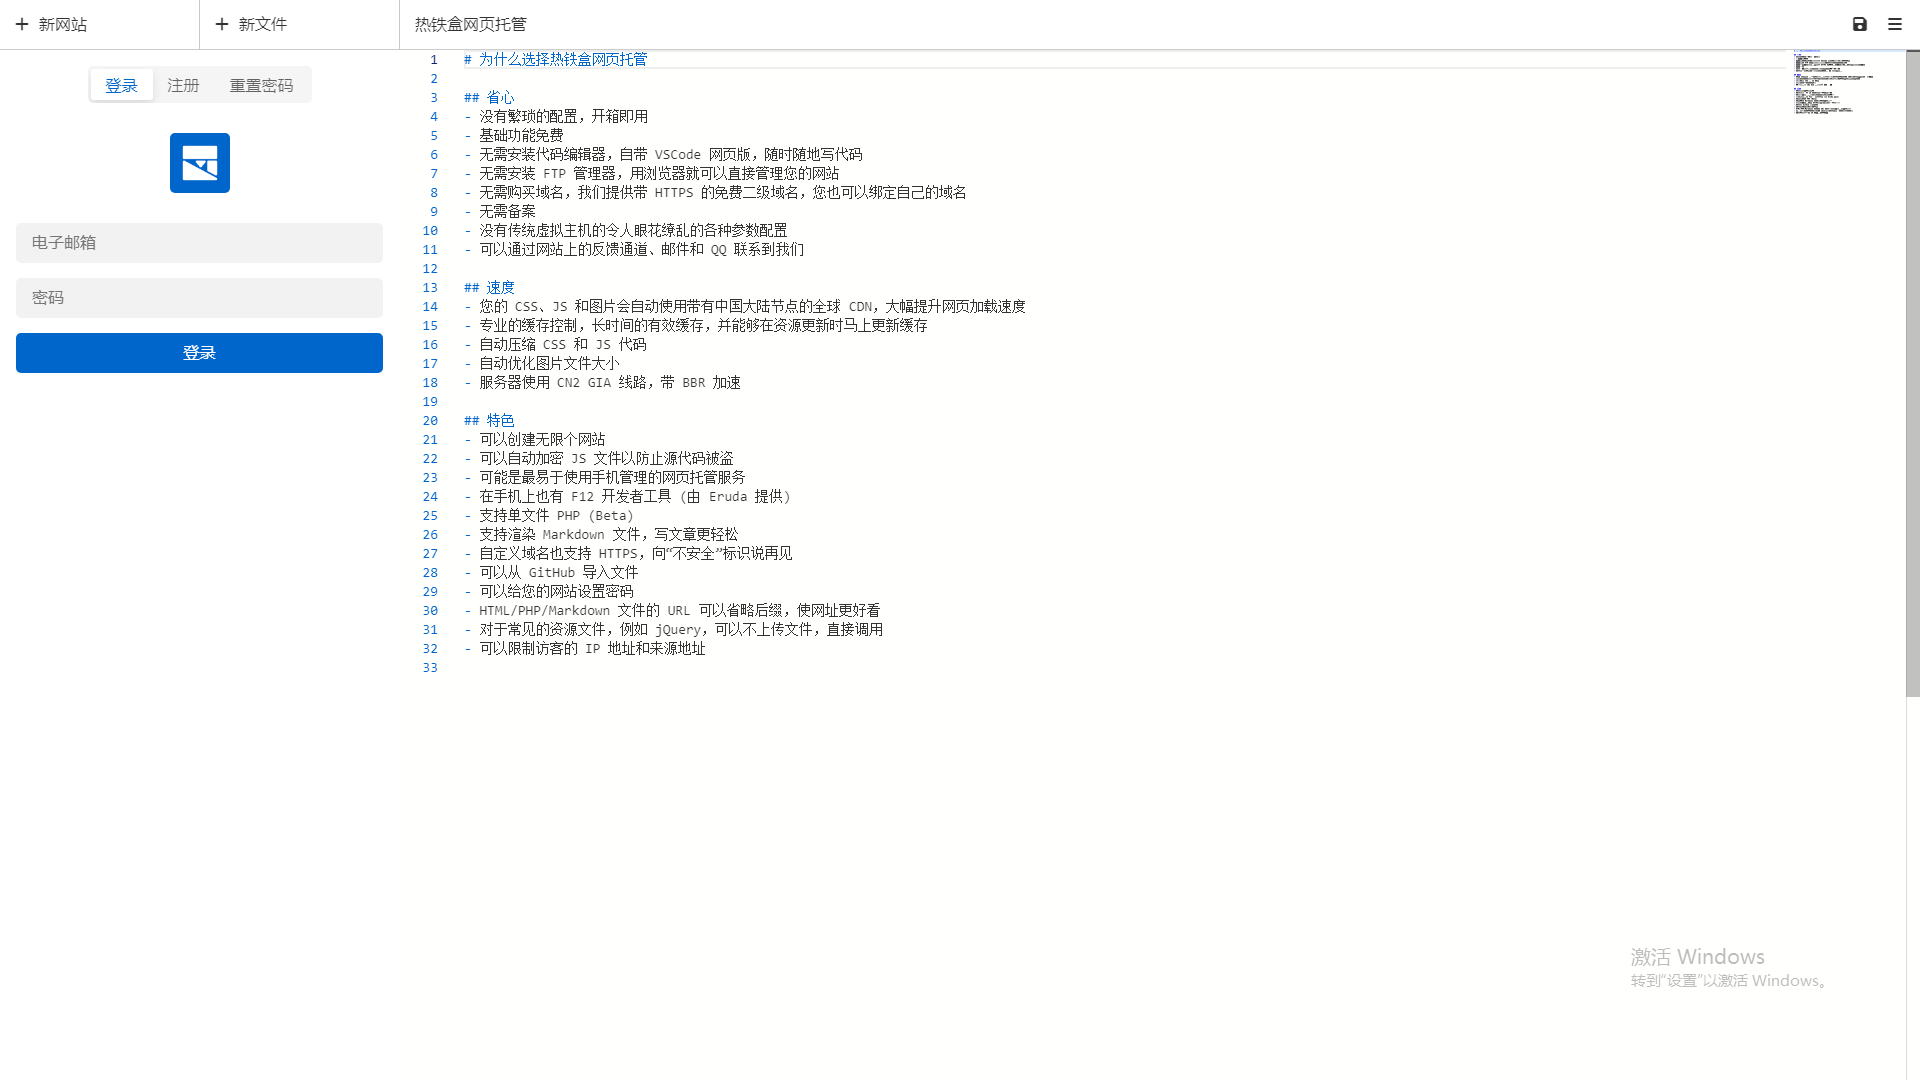 新网站
新文件
热铁盒网页托管
登录
注册
重置密码
电子邮箱
密码
登录
1 # 为什么选择热铁盒网页托管
2
3 ## 省心
4 - 没有繁琐的配置，开箱即用
5 - 基础功能免费
6 - 无需安装代码编辑器，自带 VSCode 网页版，随时随地写代码
7 - 无需安装 FTP 管理器，用浏览器就可以直接管理您的网站
8 - 无需购买域名，我们提供带 HTTPS 的免费二级域名，您也可以绑定自己的域名
9 - 无需备案
10 - 没有传统虚拟主机的令人眼花缭乱的各种参数配置
11 - 可以通过网站上的反馈通道、邮件和 QQ 联系到我们
12
13 ## 速度
14 - 您的 CSS、JS 和图片会自动使用带有中国大陆节点的全球 CDN，大幅提升网页加载速度
15 - 专业的缓存控制，长时间的有效缓存，并能够在资源更新时马上更新缓存
16 - 自动压缩 CSS 和 JS 代码
17 - 自动优化图片文件大小
18 - 服务器使用 CN2 GIA 线路，带 BBR 加速
19
20 ## 特色
21 - 可以创建无限个网站
22 - 可以自动加密 JS 文件以防止源代码被盗
23 - 可能是最易于使用手机管理的网页托管服务
24 - 在手机上也有 F12 开发者工具 (由 Eruda 提供)
25 - 支持单文件 PHP (Beta)
26 - 支持渲染 Markdown 文件，写文章更轻松
27 - 自定义域名也支持 HTTPS，向“不安全”标识说再见
28 - 可以从 GitHub 导入文件
29 - 可以给您的网站设置密码
30 - HTML/PHP/Markdown 文件的 URL 可以省略后缀，使网址更好看
31 - 对于常见的资源文件，例如 jQuery，可以不上传文件，直接调用
32 - 可以限制访客的 IP 地址和来源地址
33
激活 Windows
转到“设置”以激活 Windows。